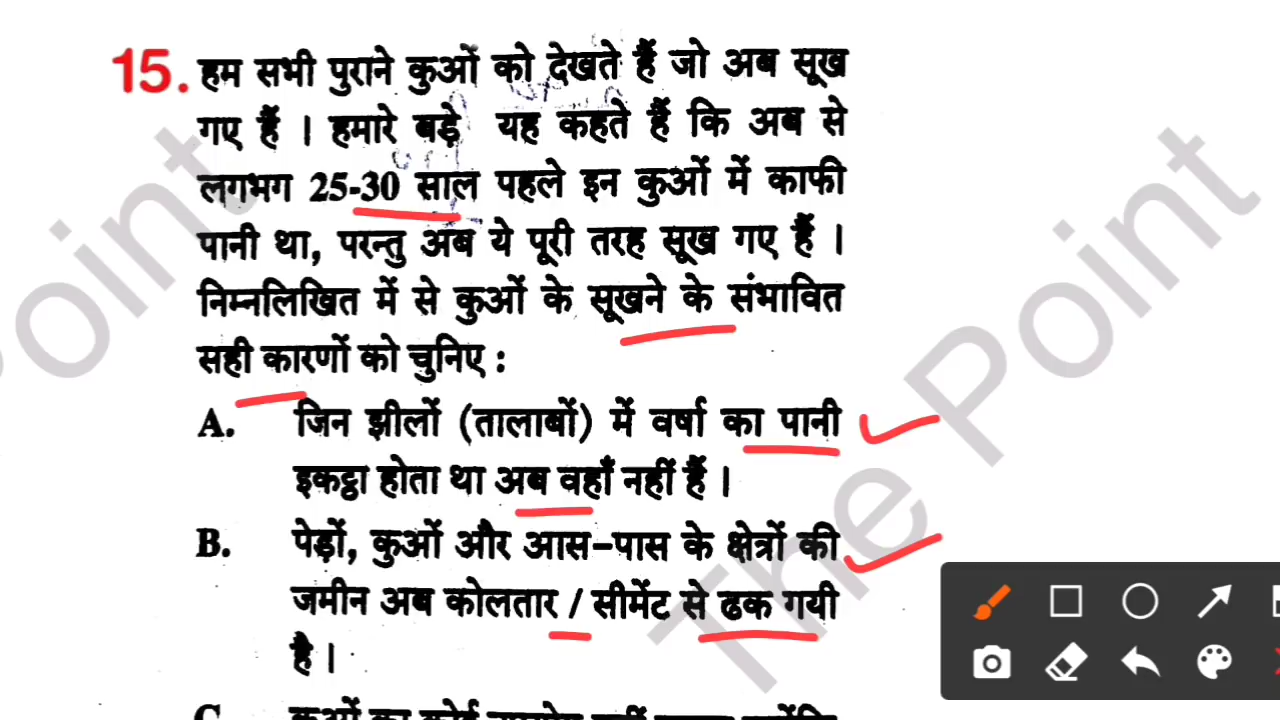 15. हम सभी पुराने कुओं को देखते हैं जो अब सूख
गए हैं । हमारे बड़े यह कहते हैं कि अब से
लगभग 25-30 साल पहले इन कुओं में काफी
पानी था, परन्तु अब ये पूरी तरह सूख गए हैं ।
निम्नलिखित में से कुओं के सूखने के संभावित
सही कारणों को चुनिए :
A. जिन झीलों (तालाबों) में वर्षा का पानी
इकट्ठा होता था अब वहाँ नहीं हैं ।
B. पेड़ों, कुओं और आस-पास के क्षेत्रों की
जमीन अब कोलतार / सीमेंट से ढक गयी
है ।
The Point
Point